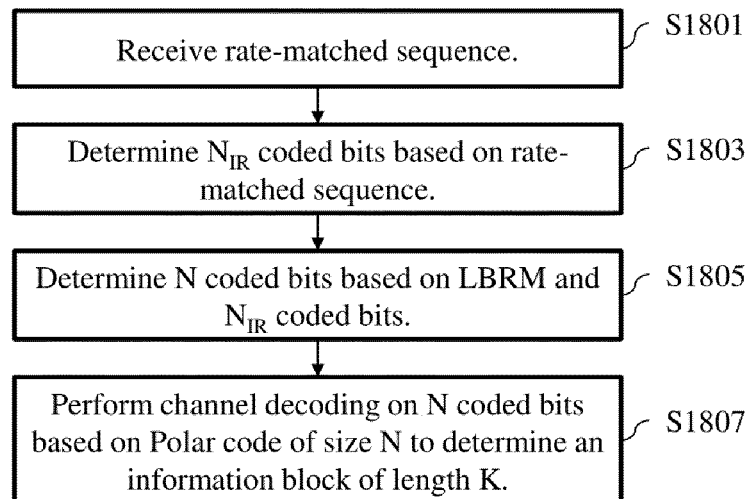 Receive rate-matched sequence.
S1801
Determine N_IR coded bits based on rate-
matched sequence.
S1803
Determine N coded bits based on LBRM and
N_IR coded bits.
S1805
Perform channel decoding on N coded bits
based on Polar code of size N to determine an
information block of length K.
S1807